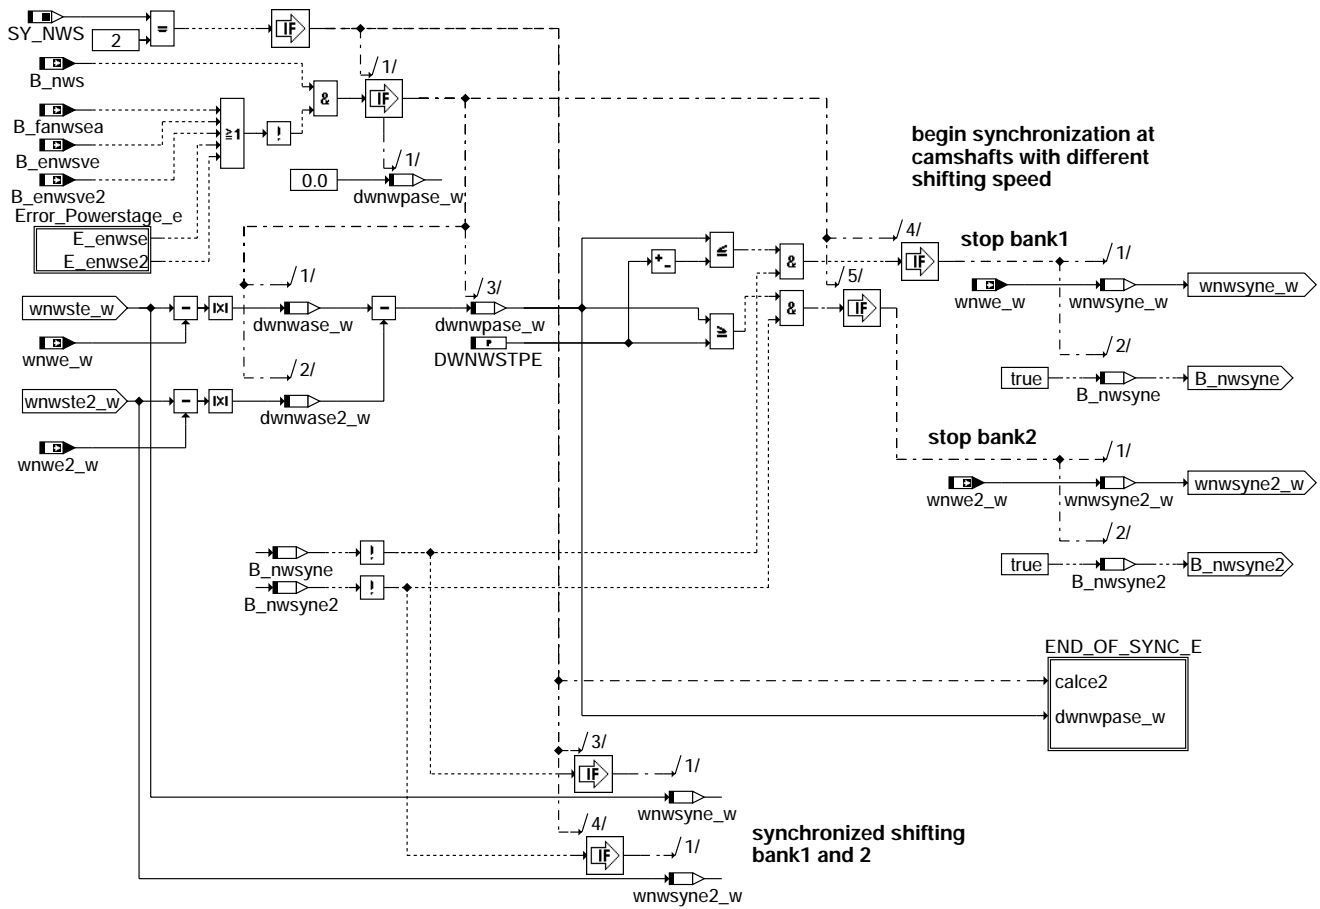 SY_NWS
2
=
IF
/1/
B_nws
&
IF
B_fanwsea
≥1
!
B_enwsve
B_enwsve2
/1/
0.0
dwnwpase_w
Error_Powerstage_e
E_enwse
E_enwse2
begin synchronization at
camshafts with different
shifting speed
/4/
IF
stop bank1
/1/
+-
≤
&
/5/
IF
wnwe_w
wnwsyne_w
wnwsyne_w
/1/
/3/
wnwste_w
-
|X|
dwnwase_w
-
dwnwpase_w
≥
&
wnwe_w
P
DWNWSTPE
/2/
/2/
true
B_nwsyne
B_nwsyne
wnwste2_w
-
|X|
dwnwase2_w
wnwe2_w
stop bank2
/1/
wnwe2_w
wnwsyne2_w
wnwsyne2_w
/2/
B_nwsyne
!
true
B_nwsyne2
B_nwsyne2
B_nwsyne2
!
END_OF_SYNC_E
calce2
dwnwpase_w
/3/
IF
/1/
wnwsyne_w
/4/
IF
/1/
synchronized shifting
bank1 and 2
wnwsyne2_w